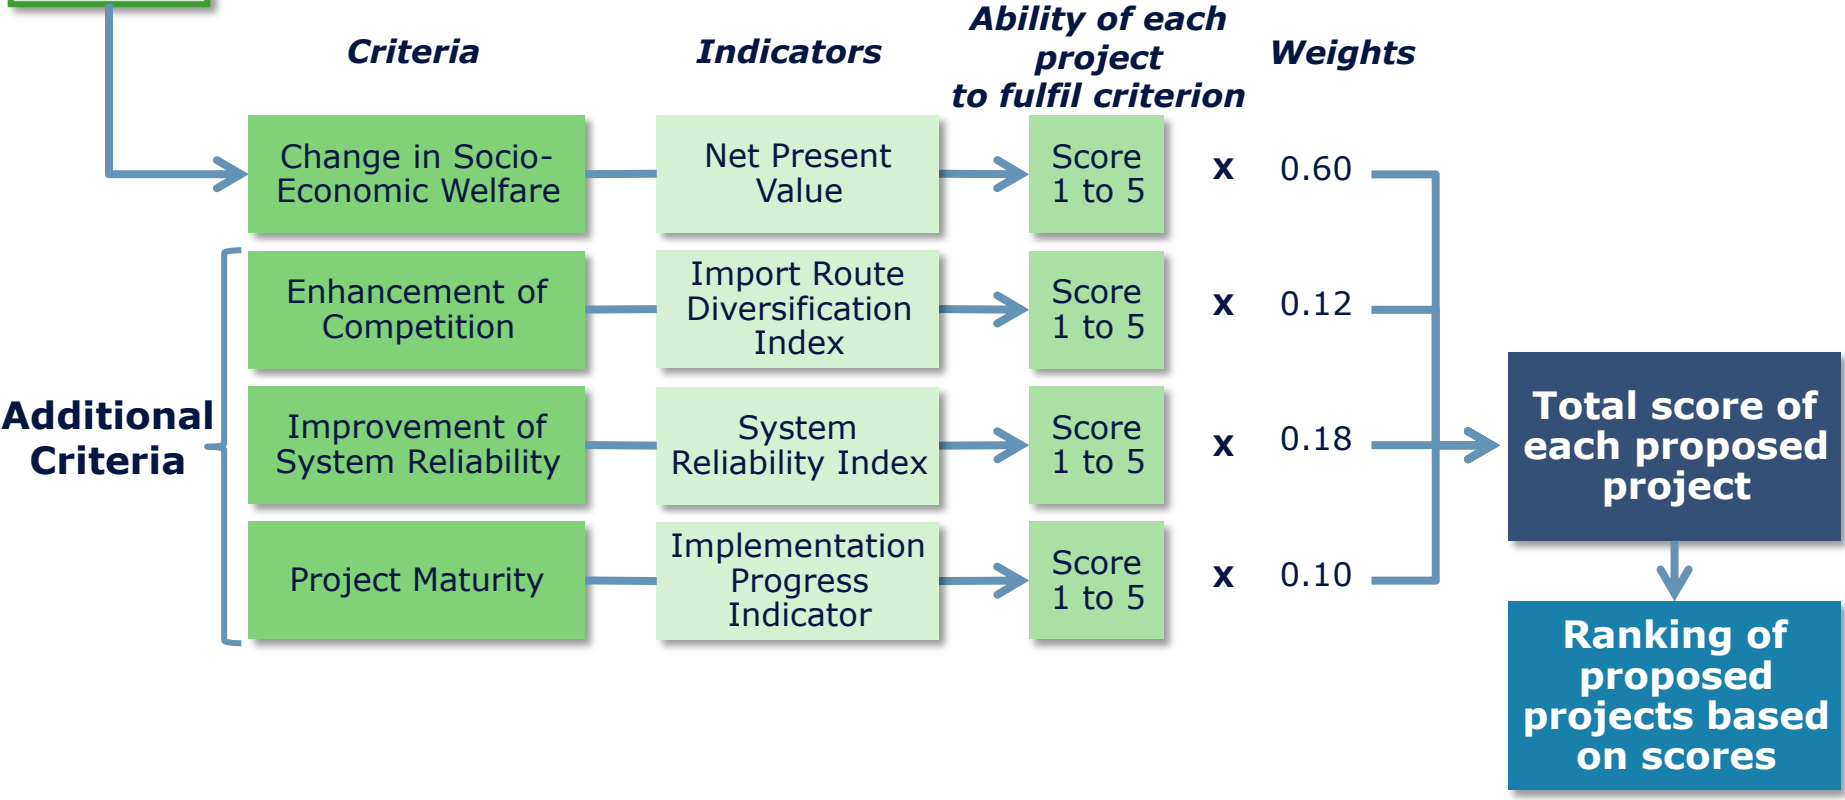 Criteria
Indicators
Ability of each
project
to fulfil criterion
Weights
Change in Socio-
Economic Welfare
Net Present
Value
Score
1 to 5
x
0.60
Enhancement of
Competition
Import Route
Diversification
Index
Score
1 to 5
x
0.12
Additional
Criteria
Improvement of
System Reliability
System
Reliability Index
Score
1 to 5
x
0.18
Project Maturity
Implementation
Progress
Indicator
Score
1 to 5
x
0.10
Total score of
each proposed
project
Ranking of
proposed
projects based
on scores